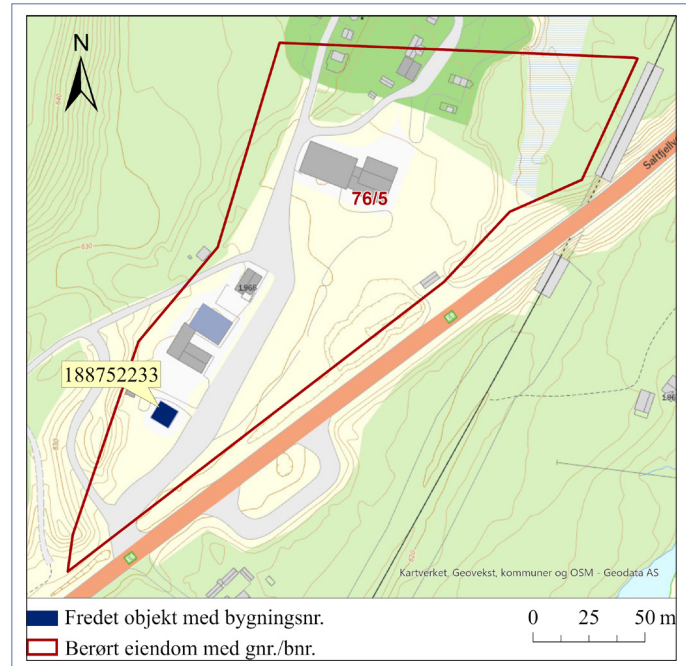 N
Saltfjellv
76/5
1966
188752233
Kartverket, Geovekst, kommuner og OSM - Geodata AS
Fredet objekt med bygningsnr.
0 25 50 m
Berørt eiendom med gnr./bnr.